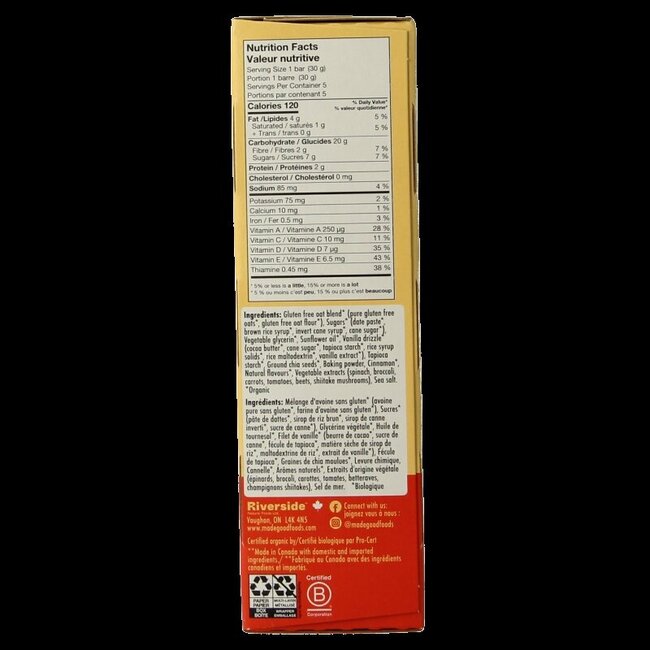 Nutrition Facts
Valeur nutritive
Serving Size 1 bar (30 g)
Portion 1 barre (30 g)
Servings Per Container 5
Portions par contenant 5
Calories 120
% Daily Value*
% valeur quotidienne*
Fat /Lipides 4 g 5 %
Saturated / saturés 1 g
+ Trans / trans 0 g 5 %
Carbohydrate / Glucides 20 g
Fibre / Fibres 2 g 7 %
Sugars / Sucres 7 g 7 %
Protein / Protéines 2 g
Cholesterol / Cholestérol 0 mg
Sodium 85 mg 4 %
Potassium 75 mg 2 %
Calcium 10 mg 1 %
Iron / Fer 0.5 mg 3 %
Vitamin A / Vitamine A 250 µg 28 %
Vitamin C / Vitamine C 10 mg 11 %
Vitamin D / Vitamine D 7 µg 35 %
Vitamin E / Vitamine E 6.5 mg 43 %
Thiamine 0.45 mg 38 %
* 5% or less is a little, 15% or more is a lot
* 5 % ou moins c'est peu, 15 % ou plus c'est beaucoup
Ingredients: Gluten free oat blend* (pure gluten free
oats*, gluten free oat flour*), Sugars* (date paste*,
brown rice syrup*, invert cane syrup*, cane sugar*),
Vegetable glycerin*, Sunflower oil*, Vanilla drizzle
(cocoa butter*, cane sugar*, tapioca starch*, rice syrup
solids*, rice maltodextrin*, vanilla extract*), Tapioca
starch*, Ground chia seeds*, Baking powder, Cinnamon*,
Natural flavours*, Vegetable extracts (spinach, broccoli,
carrots, tomatoes, beets, shiitake mushrooms), Sea salt.
*Organic
Ingrédients: Mélange d'avoine sans gluten* (avoine
pure sans gluten*, farine d'avoine sans gluten*), Sucres*
(pâte de dattes*, sirop de riz brun*, sirop de canne
inverti*, sucre de canne*), Glycérine végétale*, Huile de
tournesol*, Filet de vanille* (beurre de cacao*, sucre de
canne*, fécule de tapioca*, matière sèche de sirop de
riz*, maltodextrine de riz*, extrait de vanille*), Fécule
de tapioca*, Graines de chia moulues*, Levure chimique,
Cannelle*, Arômes naturels*, Extraits d'origine végétale
(épinards, brocoli, carottes, tomates, betteraves,
champignons shiitakes), Sel de mer. *Biologique
Riverside
Natural Foods Ltd.
Vaughan, ON L4K 4N5
www.madegoodfoods.com
Connect with us:
joignez vous à nous :
@madegoodfoods
Certified organic by/Certifié biologique par Pro-Cert
**Made in Canada with domestic and imported
ingredients./ **Fabriqué au Canada avec des ingrédients
canadiens et importés.
PAPER
PAPIER
BOX
BOÎTE
MULTI-LAYER
MÉTALLISÉ
WRAPPER
EMBALLAGE
Certified
B
Corporation